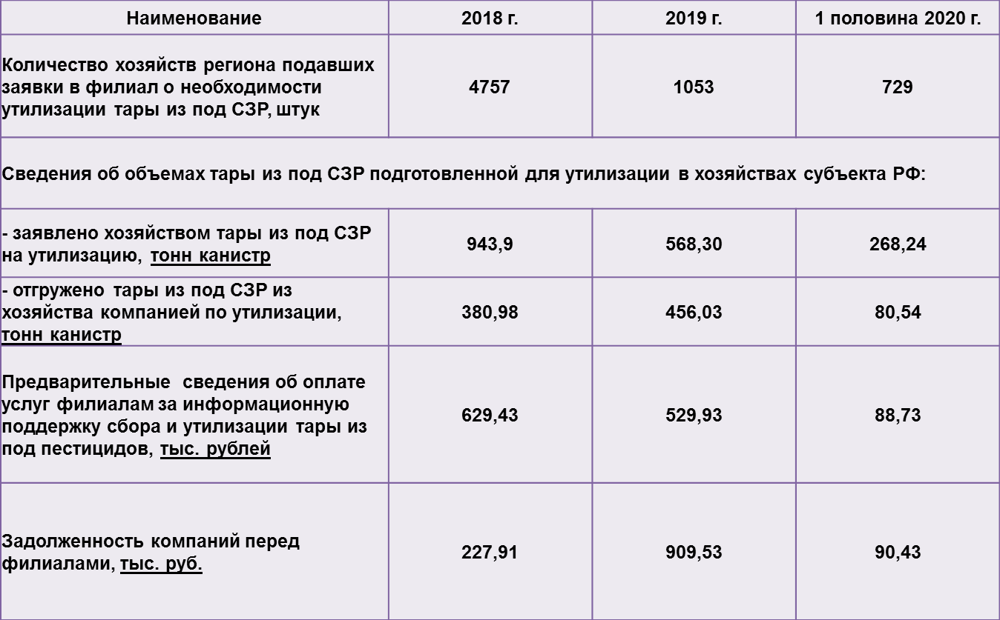 Наименование 2018 г. 2019 г. 1 половина 2020 г.
Количество хозяйств региона подавших
заявки в филиал о необходимости
утилизации тары из под СЗР, штук
4757 1053 729
Сведения об объемах тары из под СЗР подготовленной для утилизации в хозяйствах субъекта РФ:
- заявлено хозяйством тары из под СЗР
на утилизацию, тонн канистр
943,9 568,30 268,24
- отгружено тары из под СЗР из
хозяйства компанией по утилизации,
тонн канистр
380,98 456,03 80,54
Предварительные сведения об оплате
услуг филиалам за информационную
поддержку сбора и утилизации тары из
под пестицидов, тыс. рублей
629,43 529,93 88,73
Задолженность компаний перед
филиалами, тыс. руб.
227,91 909,53 90,43